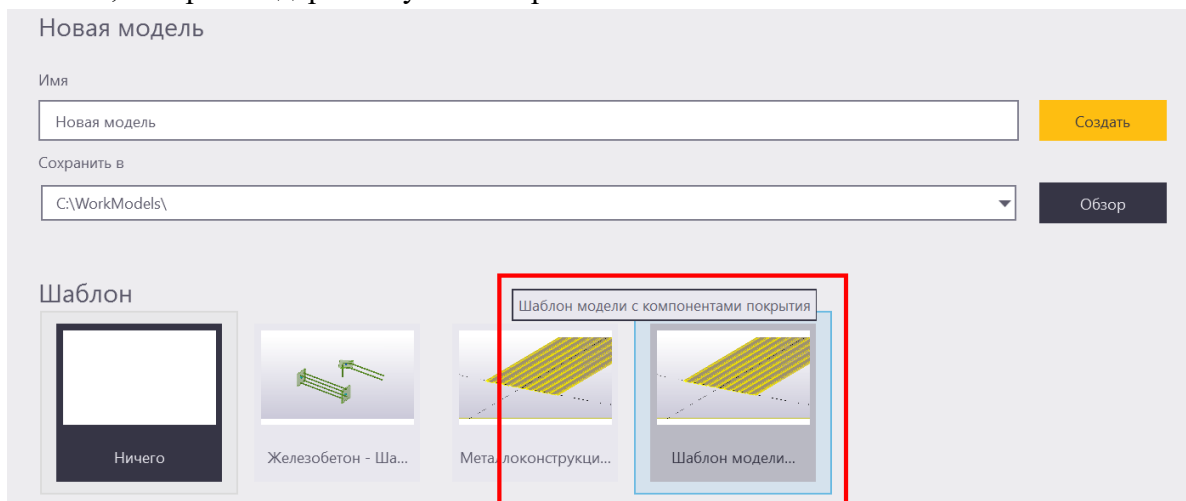 Новая модель
Имя
Новая модель
Создать
Сохранить в
C:\WorkModels\
Обзор
Шаблон
Шаблон модели с компонентами покрытия
Ничего
Железобетон - Ша...
Металлоконструкци...
Шаблон модели...